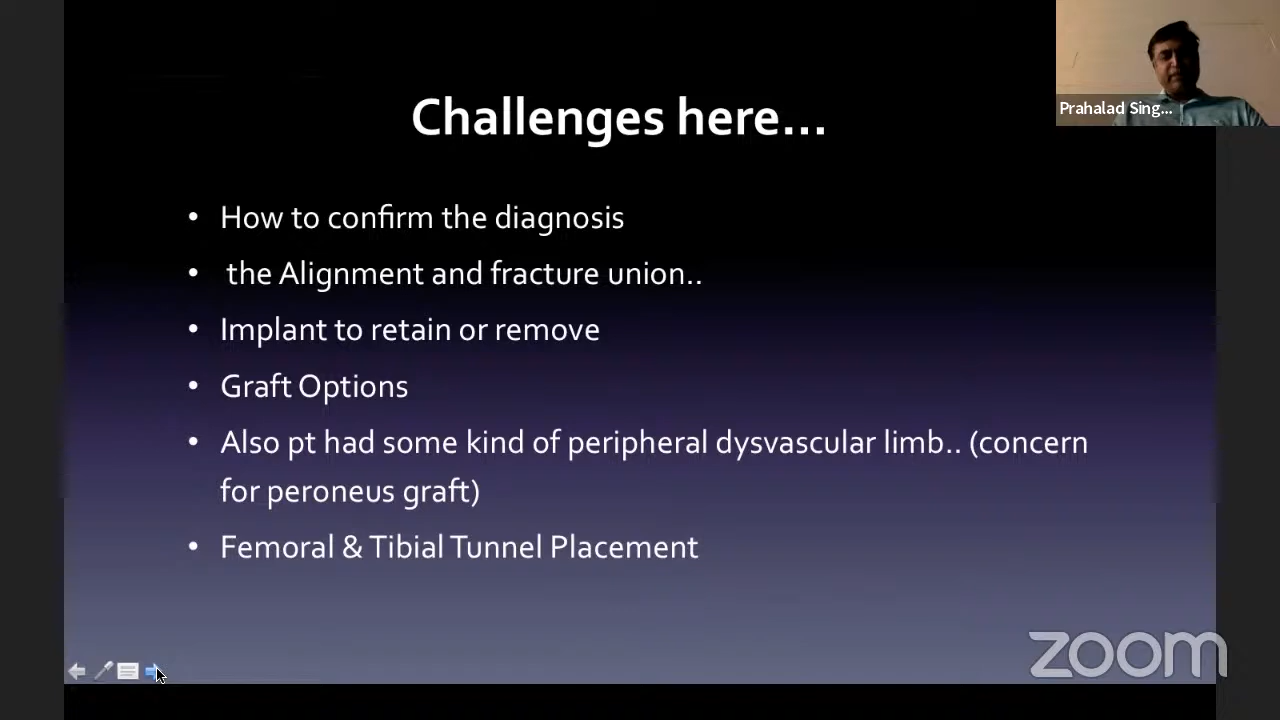 Challenges here...
Prahalad Sing...
• How to confirm the diagnosis
• the Alignment and fracture union..
• Implant to retain or remove
• Graft Options
• Also pt had some kind of peripheral dysvascular limb.. (concern
for peroneus graft)
• Femoral & Tibial Tunnel Placement
zoom